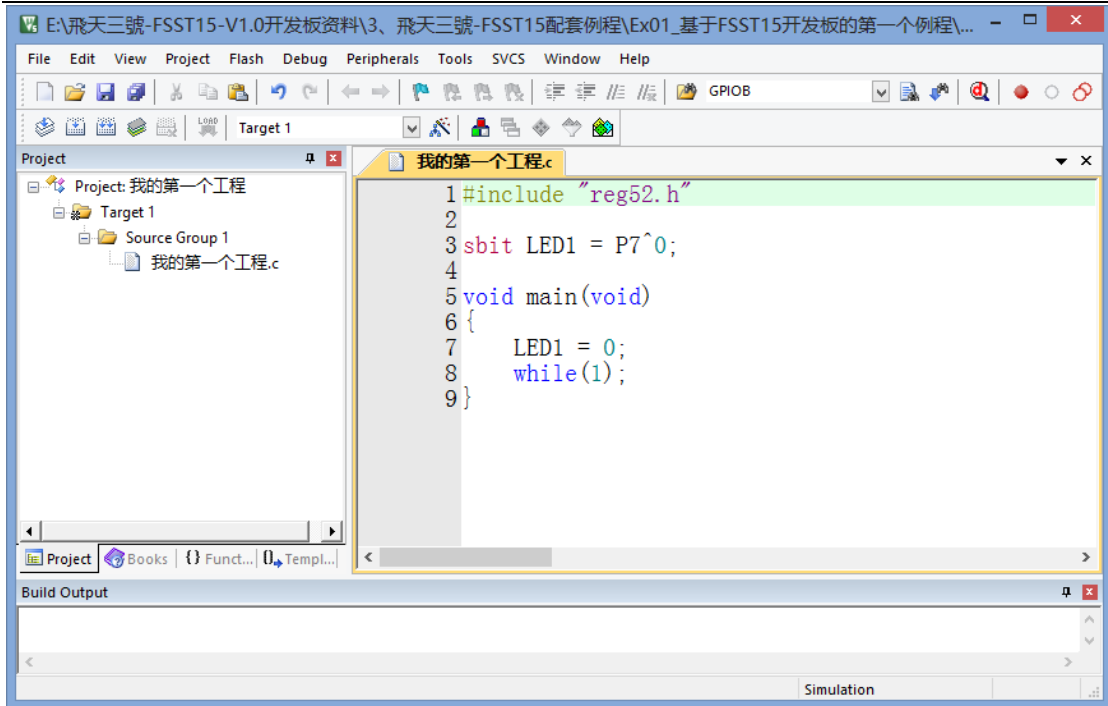 E:\飛天三號-FSST15-V1.0开发板资料\3、飛天三號-FSST15配套例程\Ex01_基于FSST15开发板的第一个例程\...
File Edit View Project Flash Debug Peripherals Tools SVCS Window Help
GPIOB
LOAD Target 1
Project
我的第一个工程.c
Project: 我的第一个工程
Target 1
Source Group 1
我的第一个工程.c
1 #include "reg52.h"
2
3 sbit LED1 = P7^0;
4
5 void main(void)
6 {
7 LED1 = 0;
8 while(1);
9 }
Project Books {} Funct... 0 Templ...
Build Output
Simulation